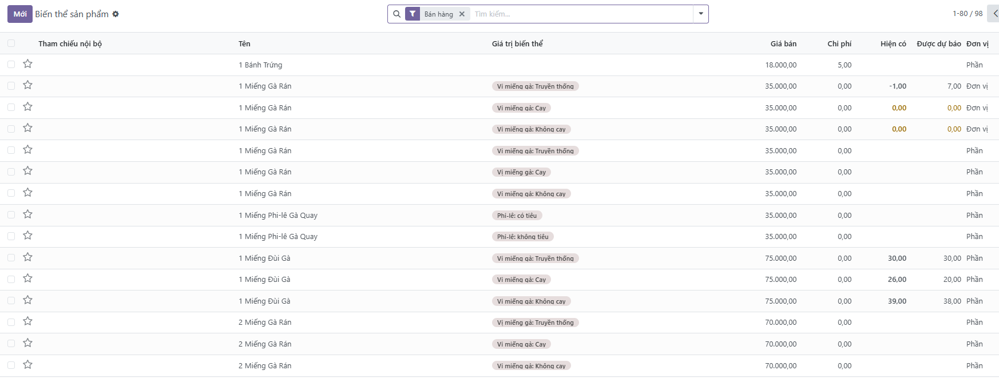 Mới Biến thể sản phẩm Bán hàng Tìm kiếm... 1-80 / 98
Tham chiếu nội bộ Tên Giá trị biến thể Giá bán Chi phí Hiện có Được dự báo Đơn vị
1 Bánh Trứng 18.000,00 5,00 Phần
1 Miếng Gà Rán Vị miếng gà: Truyền thống 35.000,00 0,00 -1,00 7,00 Đơn vị
1 Miếng Gà Rán Vị miếng gà: Cay 35.000,00 0,00 0,00 0,00 Đơn vị
1 Miếng Gà Rán Vị miếng gà: Không cay 35.000,00 0,00 0,00 0,00 Đơn vị
1 Miếng Gà Rán Vị miếng gà: Truyền thống 35.000,00 0,00 Phần
1 Miếng Gà Rán Vị miếng gà: Cay 35.000,00 0,00 Phần
1 Miếng Gà Rán Vị miếng gà: Không cay 35.000,00 0,00 Phần
1 Miếng Phi-lê Gà Quay Phi-lê: có tiêu 35.000,00 0,00 Phần
1 Miếng Phi-lê Gà Quay Phi-lê: không tiêu 35.000,00 0,00 Phần
1 Miếng Đùi Gà Vị miếng gà: Truyền thống 75.000,00 0,00 30,00 30,00 Phần
1 Miếng Đùi Gà Vị miếng gà: Cay 75.000,00 0,00 26,00 20,00 Phần
1 Miếng Đùi Gà Vị miếng gà: Không cay 75.000,00 0,00 39,00 38,00 Phần
2 Miếng Gà Rán Vị miếng gà: Truyền thống 70.000,00 0,00 Phần
2 Miếng Gà Rán Vị miếng gà: Cay 70.000,00 0,00 Phần
2 Miếng Gà Rán Vị miếng gà: Không cay 70.000,00 0,00 Phần